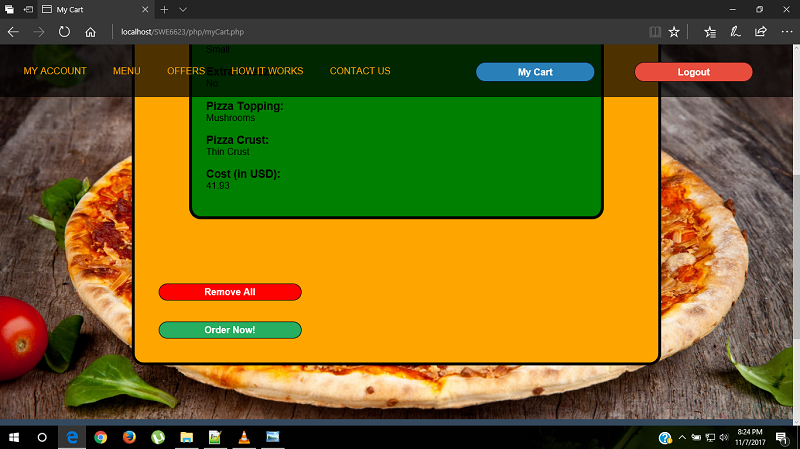 My Cart
localhost/SWE6623/php/myCart.php
Small
MY ACCOUNT
MENU
OFFERS
HOW IT WORKS
CONTACT US
My Cart
Logout
No
Pizza Topping:
Mushrooms
Pizza Crust:
Thin Crust
Cost (in USD):
41.93
Remove All
Order Now!
8:24 PM
11/7/2017